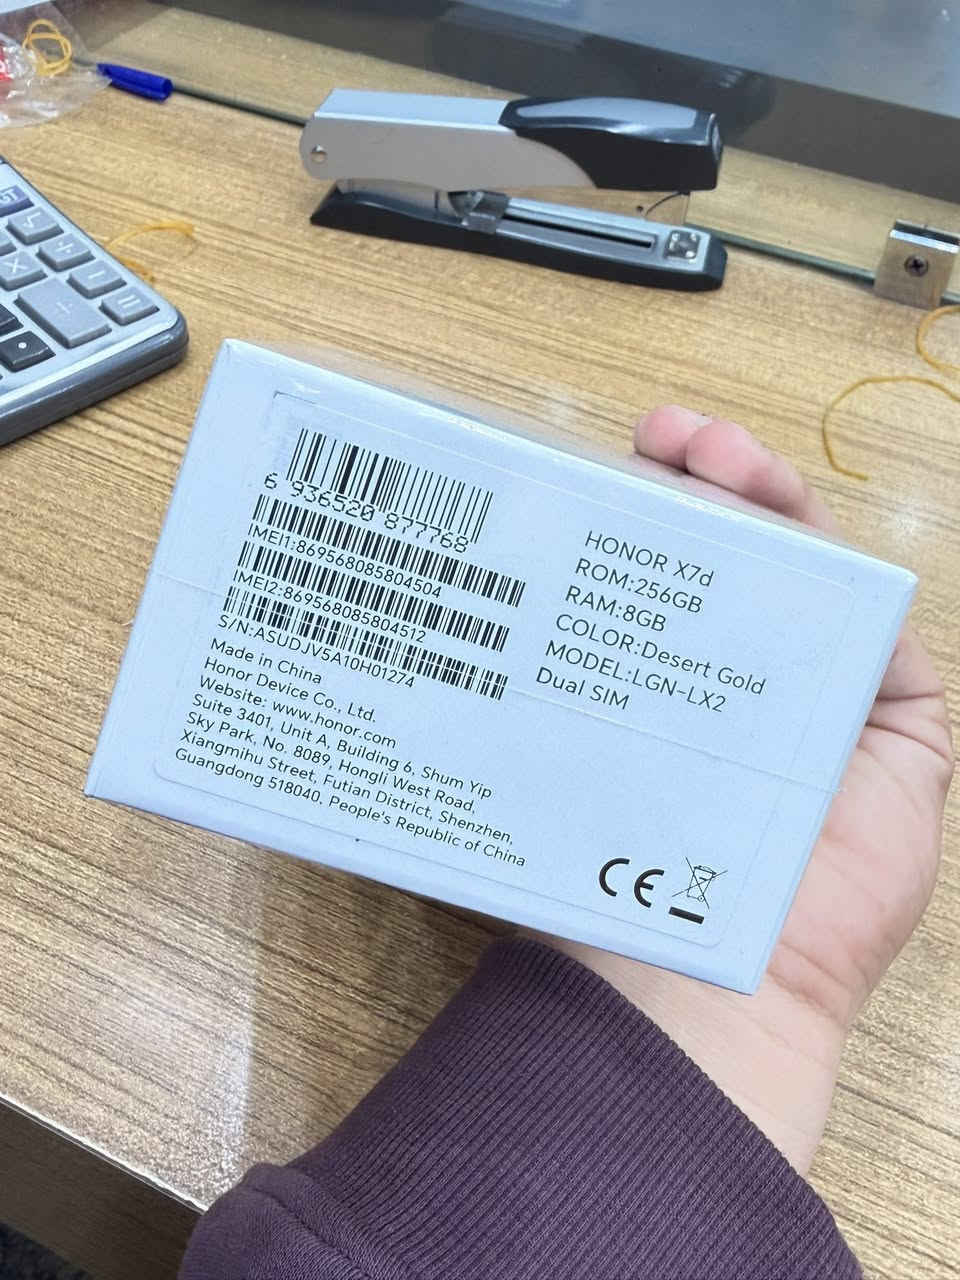 6 936520 877768
IMEI1:869568085804504
IMEI2:869568085804512
S/N:ASUDJV5A10H01274
Made in China
Honor Device Co., Ltd.
Website: www.honor.com
Suite 3401, Unit A, Building 6, Shum Yip
Sky Park, No. 8089, Hongli West Road,
Xiangmihu Street, Futian District, Shenzhen,
Guangdong 518040, People's Republic of China
HONOR X7d
ROM:256GB
RAM:8GB
COLOR:Desert Gold
MODEL:LGN-LX2
Dual SIM
CE
GT